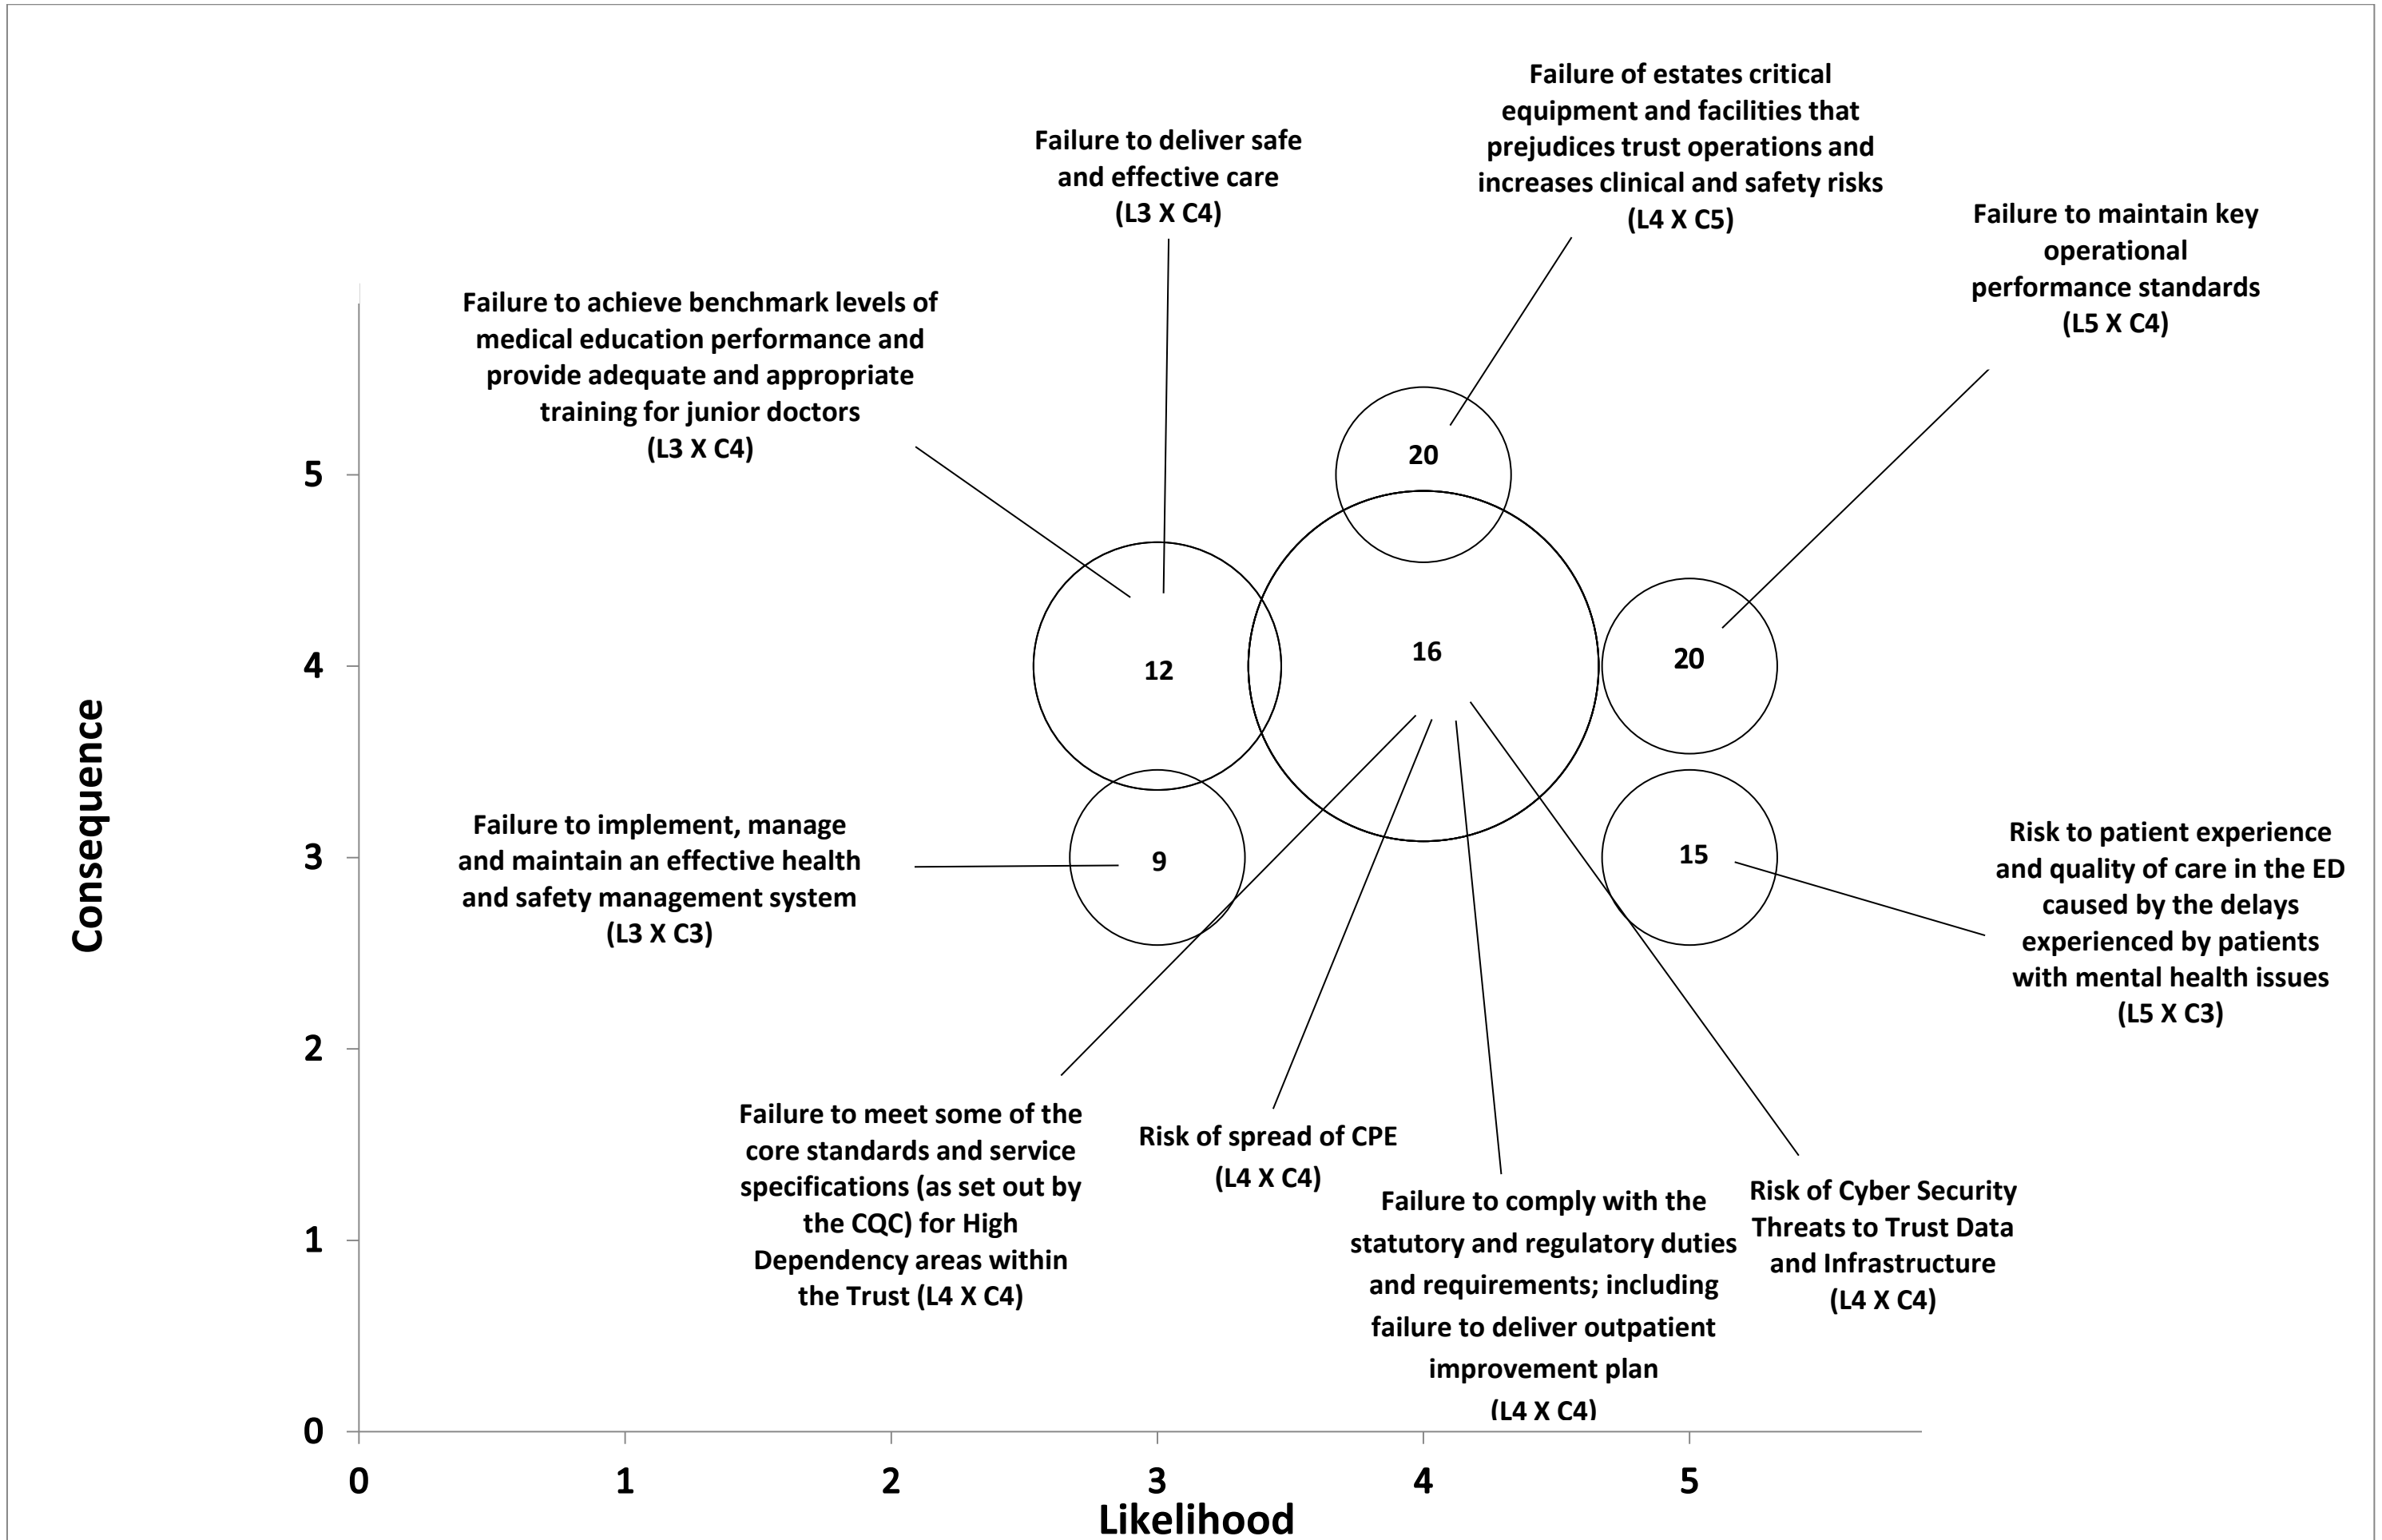 Failure of estates critical
equipment and facilities that
prejudices trust operations and
increases clinical and safety risks
(L4 X C5)
Failure to deliver safe
and effective care
(L3 X C4)
Failure to maintain key
operational
performance standards
(L5 X C4)
Failure to achieve benchmark levels of
medical education performance and
provide adequate and appropriate
training for junior doctors
(L3 X C4)
5
4
3
2
1
0
Consequence
20
12
16
20
9
15
Failure to implement, manage
and maintain an effective health
and safety management system
(L3 X C3)
Risk to patient experience
and quality of care in the ED
caused by the delays
experienced by patients
with mental health issues
(L5 X C3)
Failure to meet some of the
core standards and service
specifications (as set out by
the CQC) for High
Dependency areas within
the Trust (L4 X C4)
Risk of spread of CPE
(L4 X C4)
Failure to comply with the
statutory and regulatory duties
and requirements; including
failure to deliver outpatient
improvement plan
(L4 X C4)
Risk of Cyber Security
Threats to Trust Data
and Infrastructure
(L4 X C4)
0 1 2 3 4 5
Likelihood